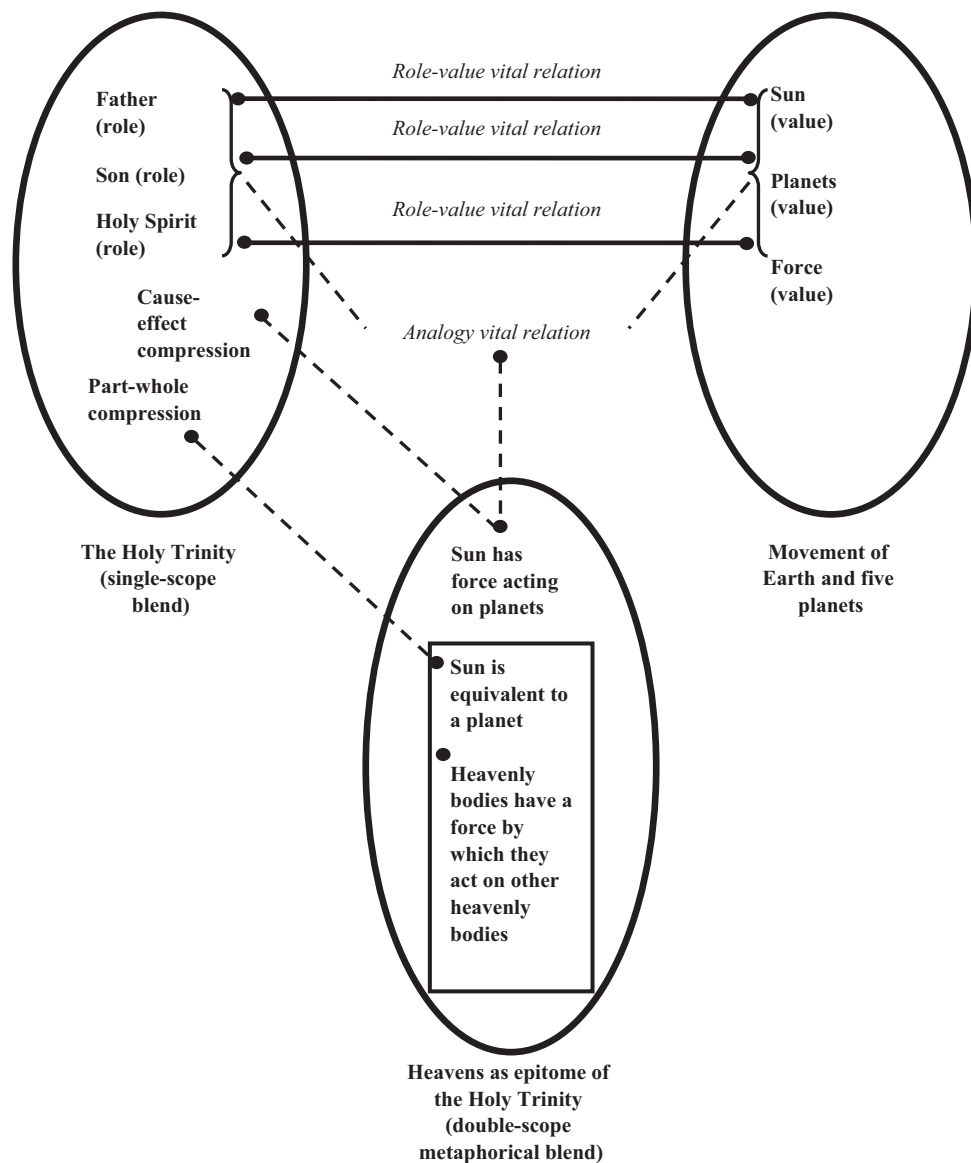 Role-value vital relation
Father
(role)
Sun
(value)
Role-value vital relation
Son (role)
Planets
(value)
Role-value vital relation
Holy Spirit
(role)
Force
(value)
Cause-
effect
compression
Analogy vital relation
Part-whole
compression
The Holy Trinity
(single-scope
blend)
Movement of
Earth and five
planets
Sun has
force acting
on planets
Sun is
equivalent to
a planet
Heavenly
bodies have a
force by
which they
act on other
heavenly
bodies
Heavens as epitome of
the Holy Trinity
(double-scope
metaphorical blend)